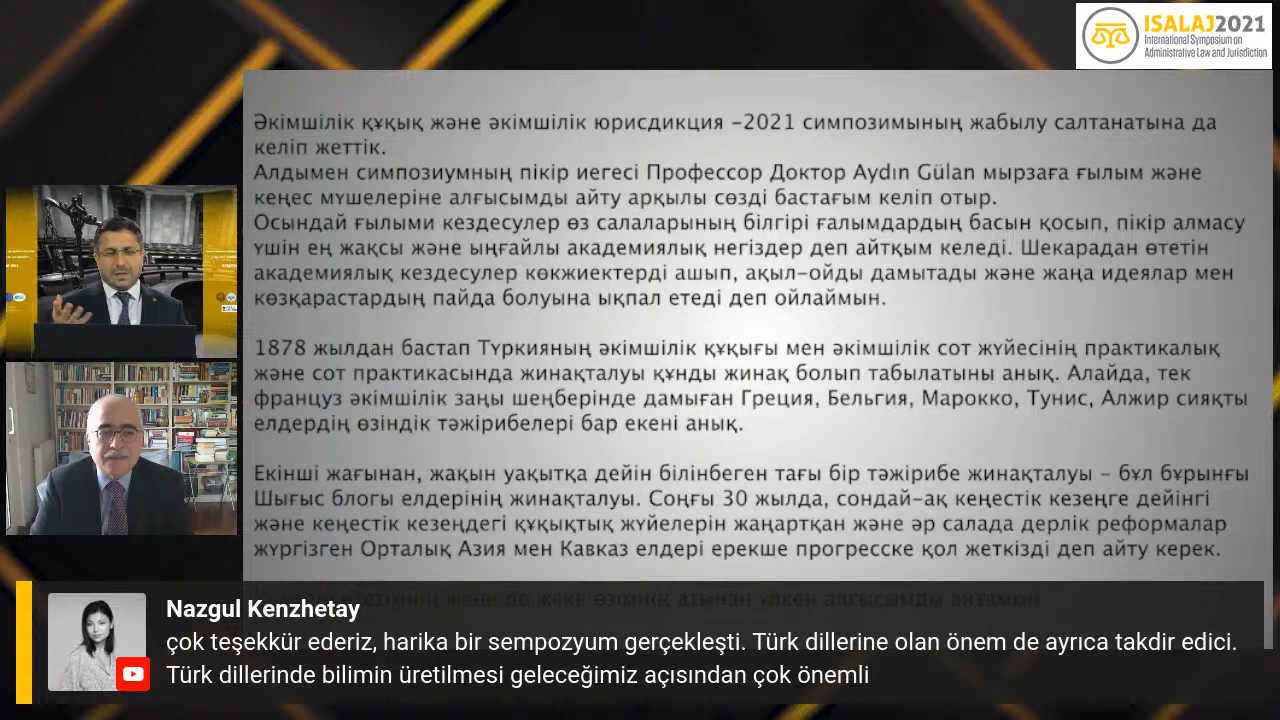 ISALAJ2021
International Symposium on
Administrative Law and Jurisdiction
Әкімшілік құқық және әкімшілік юрисдикция –2021 симпозимының жабылу салтанатына да
келіп жеттік.
Алдымен симпозиумның пікір иегесі Профессор Доктор Aydın Gülan мырзаға ғылым және
кеңес мүшелеріне алғысымды айту арқылы сөзді бастағым келіп отыр.
Осындай ғылыми кездесулер өз салаларының білгірі ғалымдардың басын қосып, пікір алмасу
үшін ең жақсы және ыңғайлы академиялық негіздер деп айтқым келеді. Шекарадан өтетін
академиялық кездесулер көкжиектерді ашып, ақыл–ойды дамытады және жаңа идеялар мен
көзқарастардың пайда болуына ықпал етеді деп ойлаймын.
1878 жылдан бастап Түркияның әкімшілік құқығы мен әкімшілік сот жүйесінің практикалық
және сот практикасында жинақталуы құнды жинақ болып табылатыны анық. Алайда, тек
француз әкімшілік заңы шеңберінде дамыған Греция, Бельгия, Марокко, Тунис, Алжир сияқты
елдердің өзіндік тәжірибелері бар екені анық.
Екінші жағынан, жақын уақытқа дейін білінбеген тағы бір тәжірибе жинақталуы – бұл бұрынғы
Шығыс блогы елдерінің жинақталуы. Соңғы 30 жылда, сондай–ақ кеңестік кезеңге дейінгі
және кеңестік кезеңдегі құқықтық жүйелерін жаңартқан және әр салада дерлік реформалар
жүргізген Орталық Азия мен Кавказ елдері ерекше прогресске қол жеткізді деп айту керек.
Nazgul Kenzhetay
çok teşekkür ederiz, harika bir sempozyum gerçekleşti. Türk dillerine olan önem de ayrıca takdir edici.
Türk dillerinde bilimin üretilmesi geleceğimiz açısından çok önemli